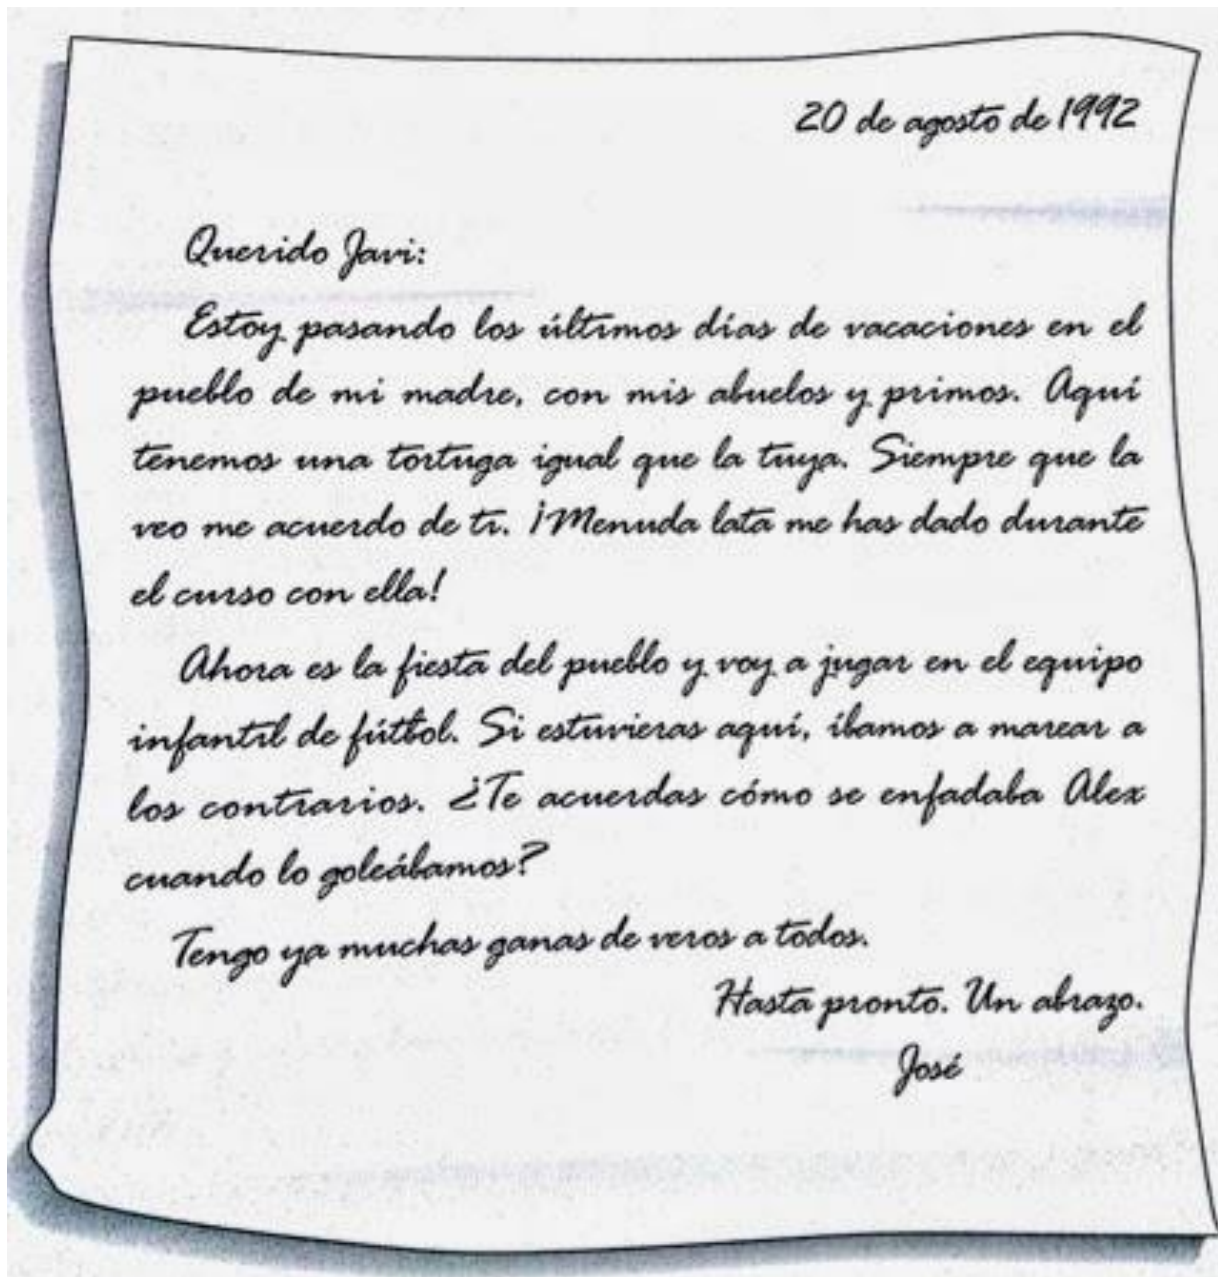 20 de agosto de 1992
Querido Javi:
Estoy pasando los últimos días de vacaciones en el
pueblo de mi madre, con mis abuelos y primos. Aquí
tenemos una tortuga igual que la tuya. Siempre que la
veo me acuerdo de ti. ¡Menuda lata me has dado durante
el curso con ella!
Ahora es la fiesta del pueblo y voy a jugar en el equipo
infantil de fútbol. Si estuvieras aquí, íbamos a marear a
los contrarios. ¿Te acuerdas cómo se enfadaba Alex
cuando lo goleábamos?
Tengo ya muchas ganas de veros a todos.
Hasta pronto. Un abrazo.
José